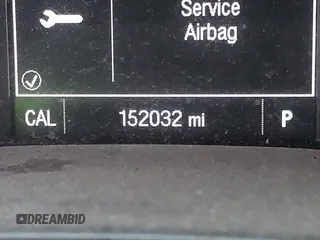 Service
Airbag
CAL 152032 mi P
DREAMBID